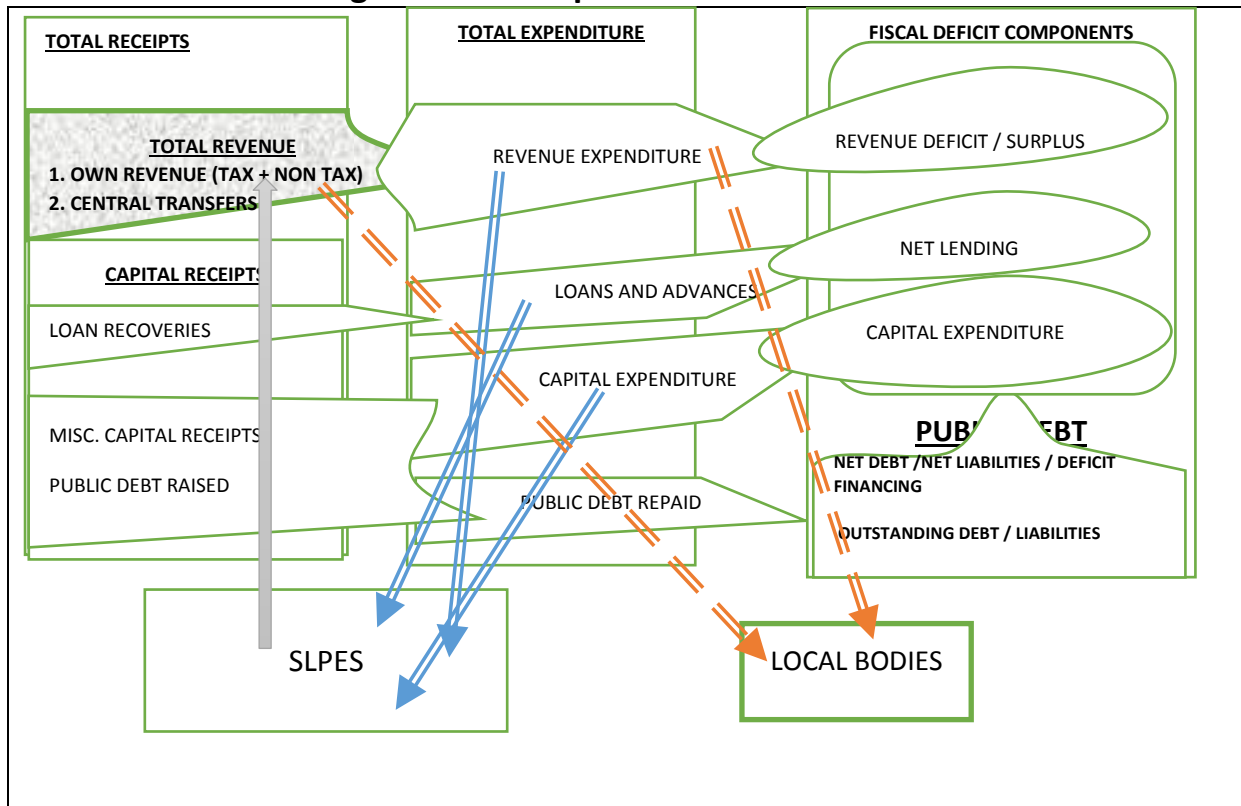 TOTAL RECEIPTS
TOTAL REVENUE
1. OWN REVENUE (TAX + NON TAX)
2. CENTRAL TRANSFERS
CAPITAL RECEIPTS
LOAN RECOVERIES
MISC. CAPITAL RECEIPTS
PUBLIC DEBT RAISED
TOTAL EXPENDITURE
REVENUE EXPENDITURE
LOANS AND ADVANCES
CAPITAL EXPENDITURE
PUBLIC DEBT REPAID
FISCAL DEFICIT COMPONENTS
REVENUE DEFICIT / SURPLUS
NET LENDING
CAPITAL EXPENDITURE
PUBLIC DEBT
NET DEBT /NET LIABILITIES / DEFICIT
FINANCING
OUTSTANDING DEBT / LIABILITIES
SLPES
LOCAL BODIES